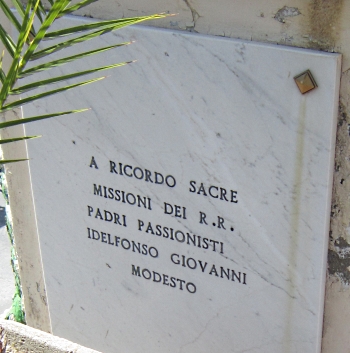 A RICORDO SACRE
MISSIONI DEI R.R.
PADRI PASSIONISTI
IDELFONSO GIOVANNI
MODESTO